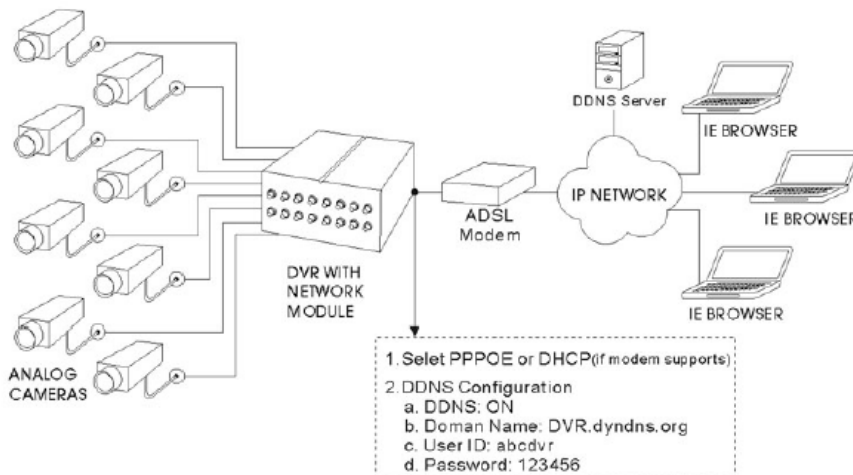 DDNS Server
IE BROWSER
IP NETWORK
IE BROWSER
ADSL
Modem
DVR WITH
NETWORK
MODULE
IE BROWSER
ANALOG
CAMERAS
1. Selet PPPOE or DHCP(if modem supports)
2. DDNS Configuration
a. DDNS: ON
b. Doman Name: DVR.dyndns.org
c. User ID: abcdvr
d. Password: 123456